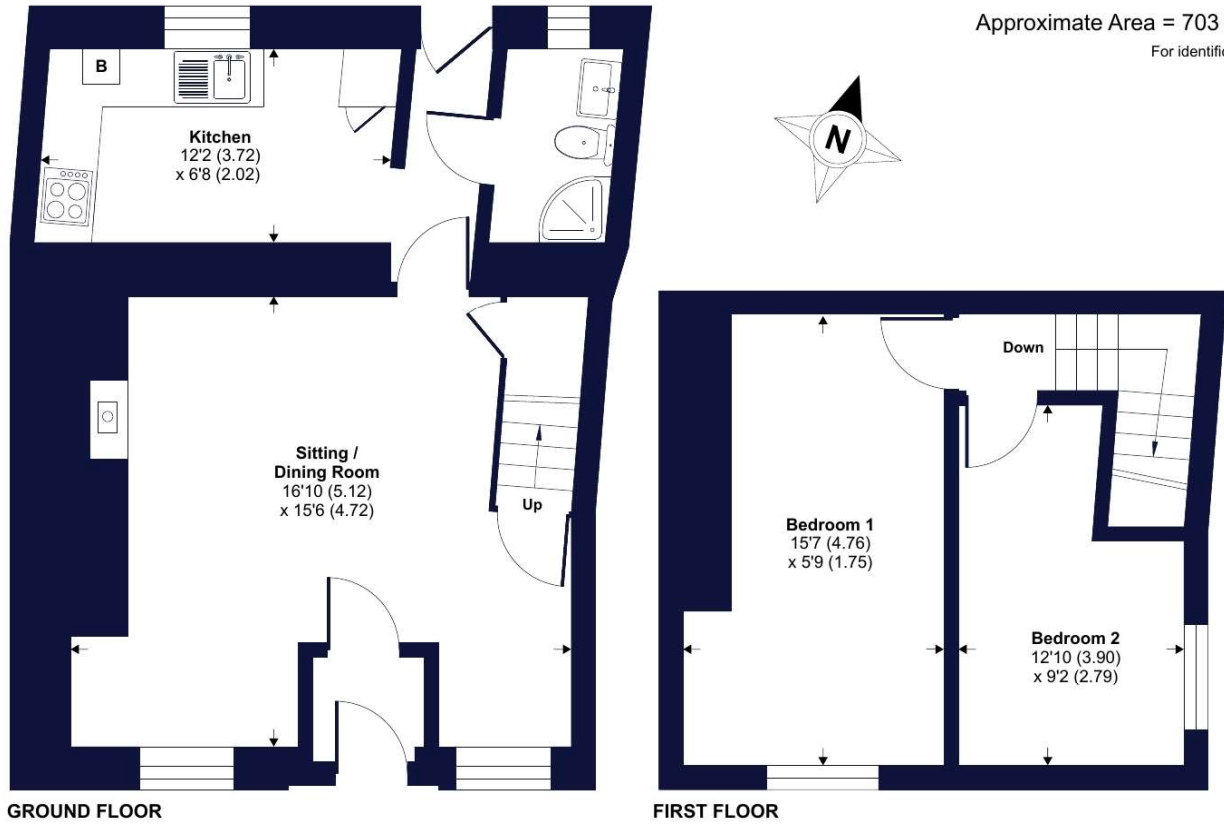 Approximate Area = 703
For identific
N
B
Kitchen
12'2 (3.72)
x 6'8 (2.02)
Sitting /
Dining Room
16'10 (5.12)
x 15'6 (4.72)
Up
Down
Bedroom 1
15'7 (4.76)
x 5'9 (1.75)
Bedroom 2
12'10 (3.90)
x 9'2 (2.79)
GROUND FLOOR
FIRST FLOOR